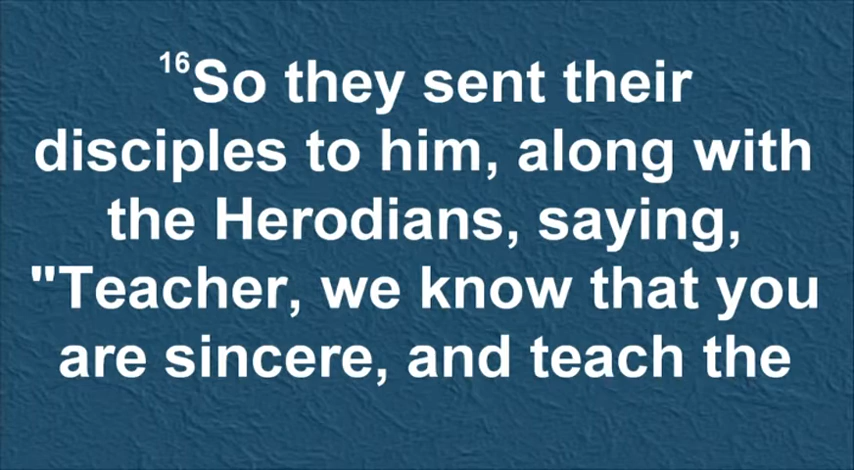 16So they sent their
disciples to him, along with
the Herodians, saying,
"Teacher, we know that you
are sincere, and teach the